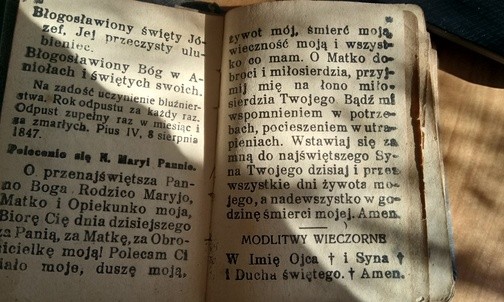 Błogosławiony święty Jó-
zef, Jej przeczysty ulu-
bieniec.
Błogosławiony Bóg w A-
niołach i świętych swoich.
Na zadość uczynienie bluźnier-
stwa. Rok odpustu za każdy raz.
Odpust zupełny raz w miesiąc i
za zmarłych. Pius IV, 8 sierpnia
1847.
Polecenie się N. Maryi Pannie.
O przenajświętsza Pan-
no Boga Rodzico Maryjo,
Matko i Opiekunko moja,
Biorę Cię dnia dzisiejszego
za Panią, za Matkę, za Obro-
nicielkę moją! Polecam Ci
iało moje, duszę moją,
żywot mój, śmierć moją
wieczność moją i wszyst-
ko co mam. O Matko do-
broci i miłosierdzia, przyj-
mij mię na łono miło-
sierdzia Twojego Bądź mi
wspomnieniem w potrze-
bach, pocieszeniem w utra-
pieniach. Wstawiaj się za
mną do najświętszego Sy-
na Twojego dzisiaj i przez
wszystkie dni żywota mo-
jego, a nadewszystko w go-
dzinę śmierci mojej. Amen.
MODLITWY WIECZORNE
W Imię Ojca † i Syna †
i Ducha świętego. † Amen.